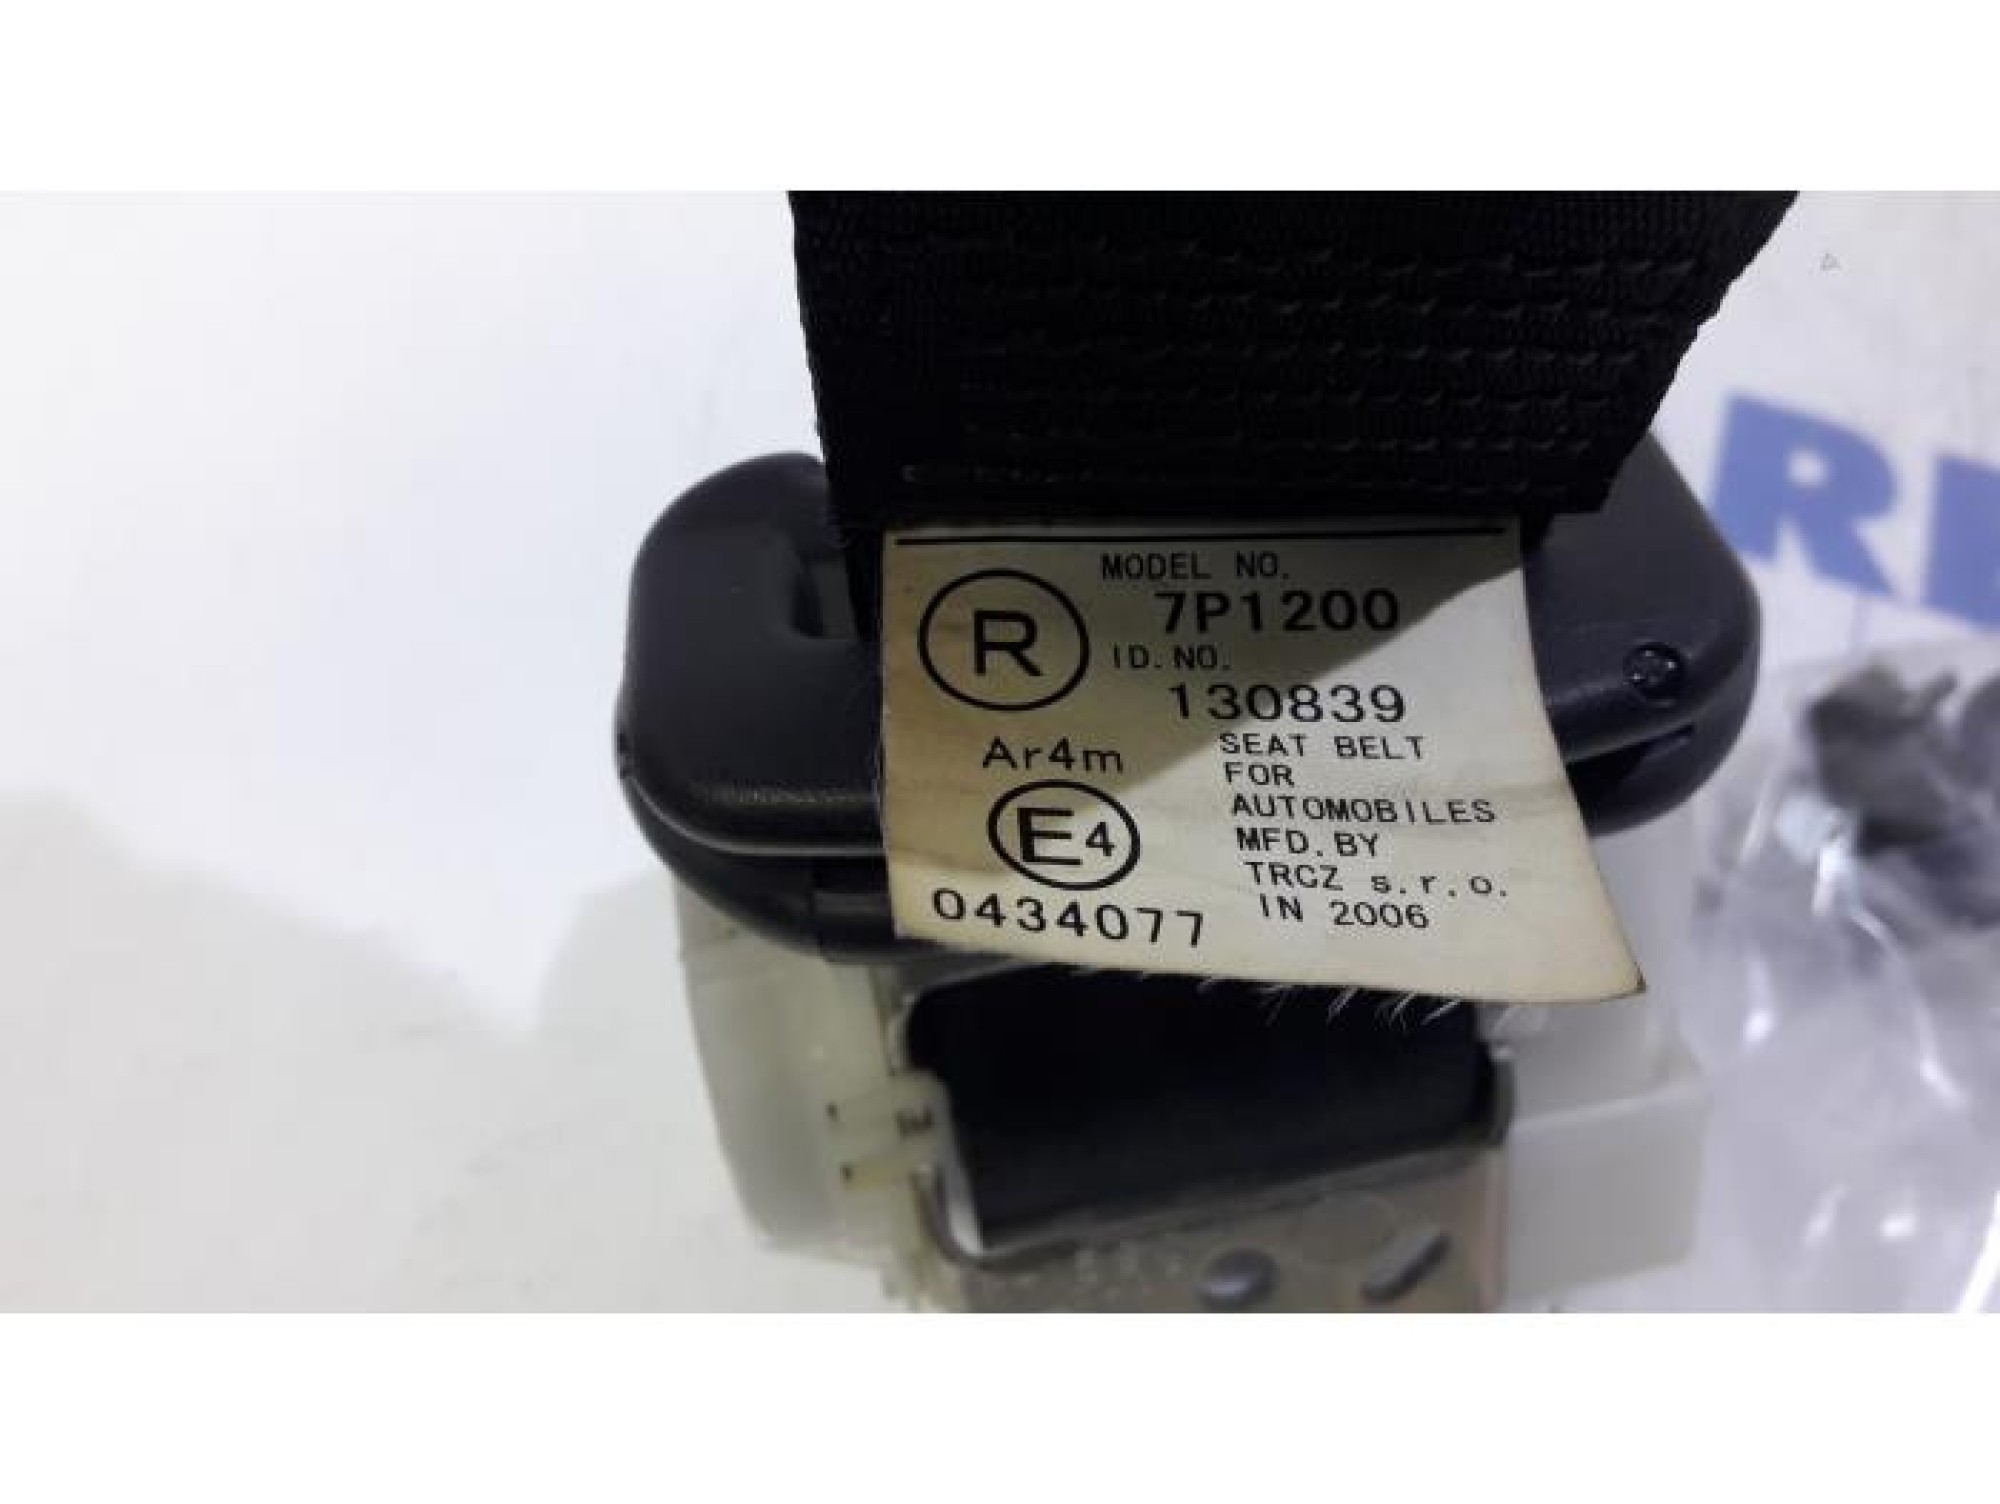 MODEL NO.
7P1200
R
ID.NO.
130839
Ar4m
SEAT BELT
FOR
AUTOMOBILES
E4
MFD.BY
TRCZ s.r.o.
0434077
IN 2006